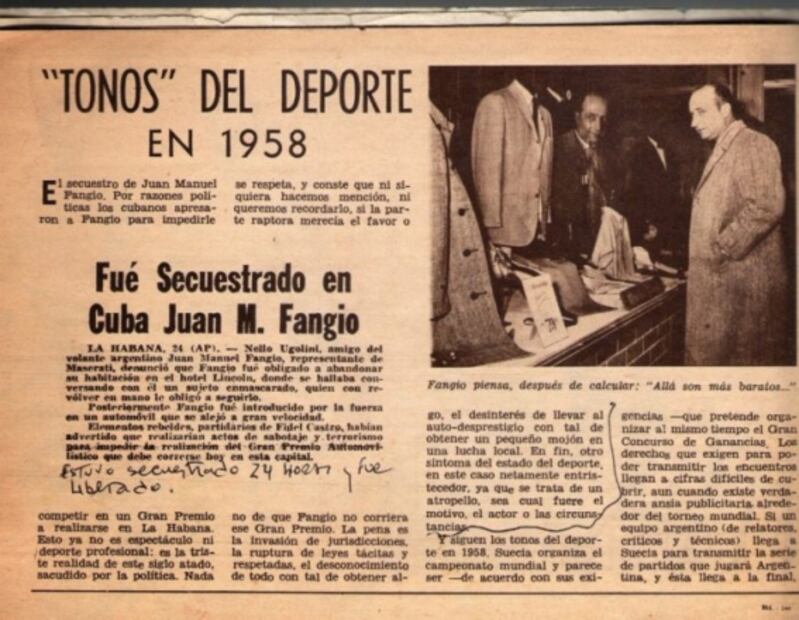 "TONOS" DEL DEPORTE
EN 1958
El secuestro de Juan Manuel
Fangio. Por razones polí-
ticas los cubanos apresa-
ron a Fangio para impedirle
se respeta, y conste que ni si-
quiera hacemos mención, ni
queremos recordarlo, si la par-
te raptora merecía el favor o
Fué Secuestrado en
Cuba Juan M. Fangio
LA HABANA, 24 (AP). — Nello Ugolini, amigo del
volante argentino Juan Manuel Fangio, representante de
Maserati, denunció que Fangio fué obligado a abandonar
su habitación en el hotel Lincoln, donde se hallaba con-
versando con él un sujeto enmascarado, quien con re-
vólver en mano le obligó a seguirlo.
Posteriormente Fangio fué introducido por la fuerza
en un automóvil que se alejó a gran velocidad.
Elementos rebeldes, partidarios de Fidel Castro, habían
advertido que realizarían actos de sabotaje y terrorismo
para impedir la realización del Gran Premio Automovi-
lístico que debe correrse hoy en esta capital.
Estuvo secuestrado 24 Horas y fue
liberado.
competir en un Gran Premio
a realizarse en La Habana.
Esto ya no es espectáculo ni
deporte profesional: es la tris-
te realidad de este siglo atado,
sacudido por la política. Nada
no de que Fangio no corriera
ese Gran Premio. La pena es
la invasión de jurisdicciones,
la ruptura de leyes tácitas y
respetadas, el desconocimiento
de todo con tal de obtener al-
Fangio piensa, después de calcular: "Allá son más baratos..."
go, el desinterés de llevar al
auto-desprestigio con tal de
obtener un pequeño mojón en
una lucha local. En fin, otro
síntoma del estado del deporte,
en este caso netamente entris-
tecedor, ya que se trata de un
atropello, sea cual fuere el
motivo, el actor o las circuns-
tancias.
Y siguen los tonos del depor-
te en 1958. Suecia organiza el
campeonato mundial y parece
ser —de acuerdo con sus exi-
gencias —que pretende orga-
nizar al mismo tiempo el Gran
Concurso de Ganancias. Los
derechos que exigen para po-
der transmitir los encuentros
llegan a cifras difíciles de cu-
brir, aun cuando existe verda-
dera ansia publicitaria alrede-
dor del torneo mundial. Si un
equipo argentino (de relatores,
críticos y técnicos) llega a
Suecia para transmitir la serie
de partidos que jugará Argen-
tina, y ésta llega a la final,